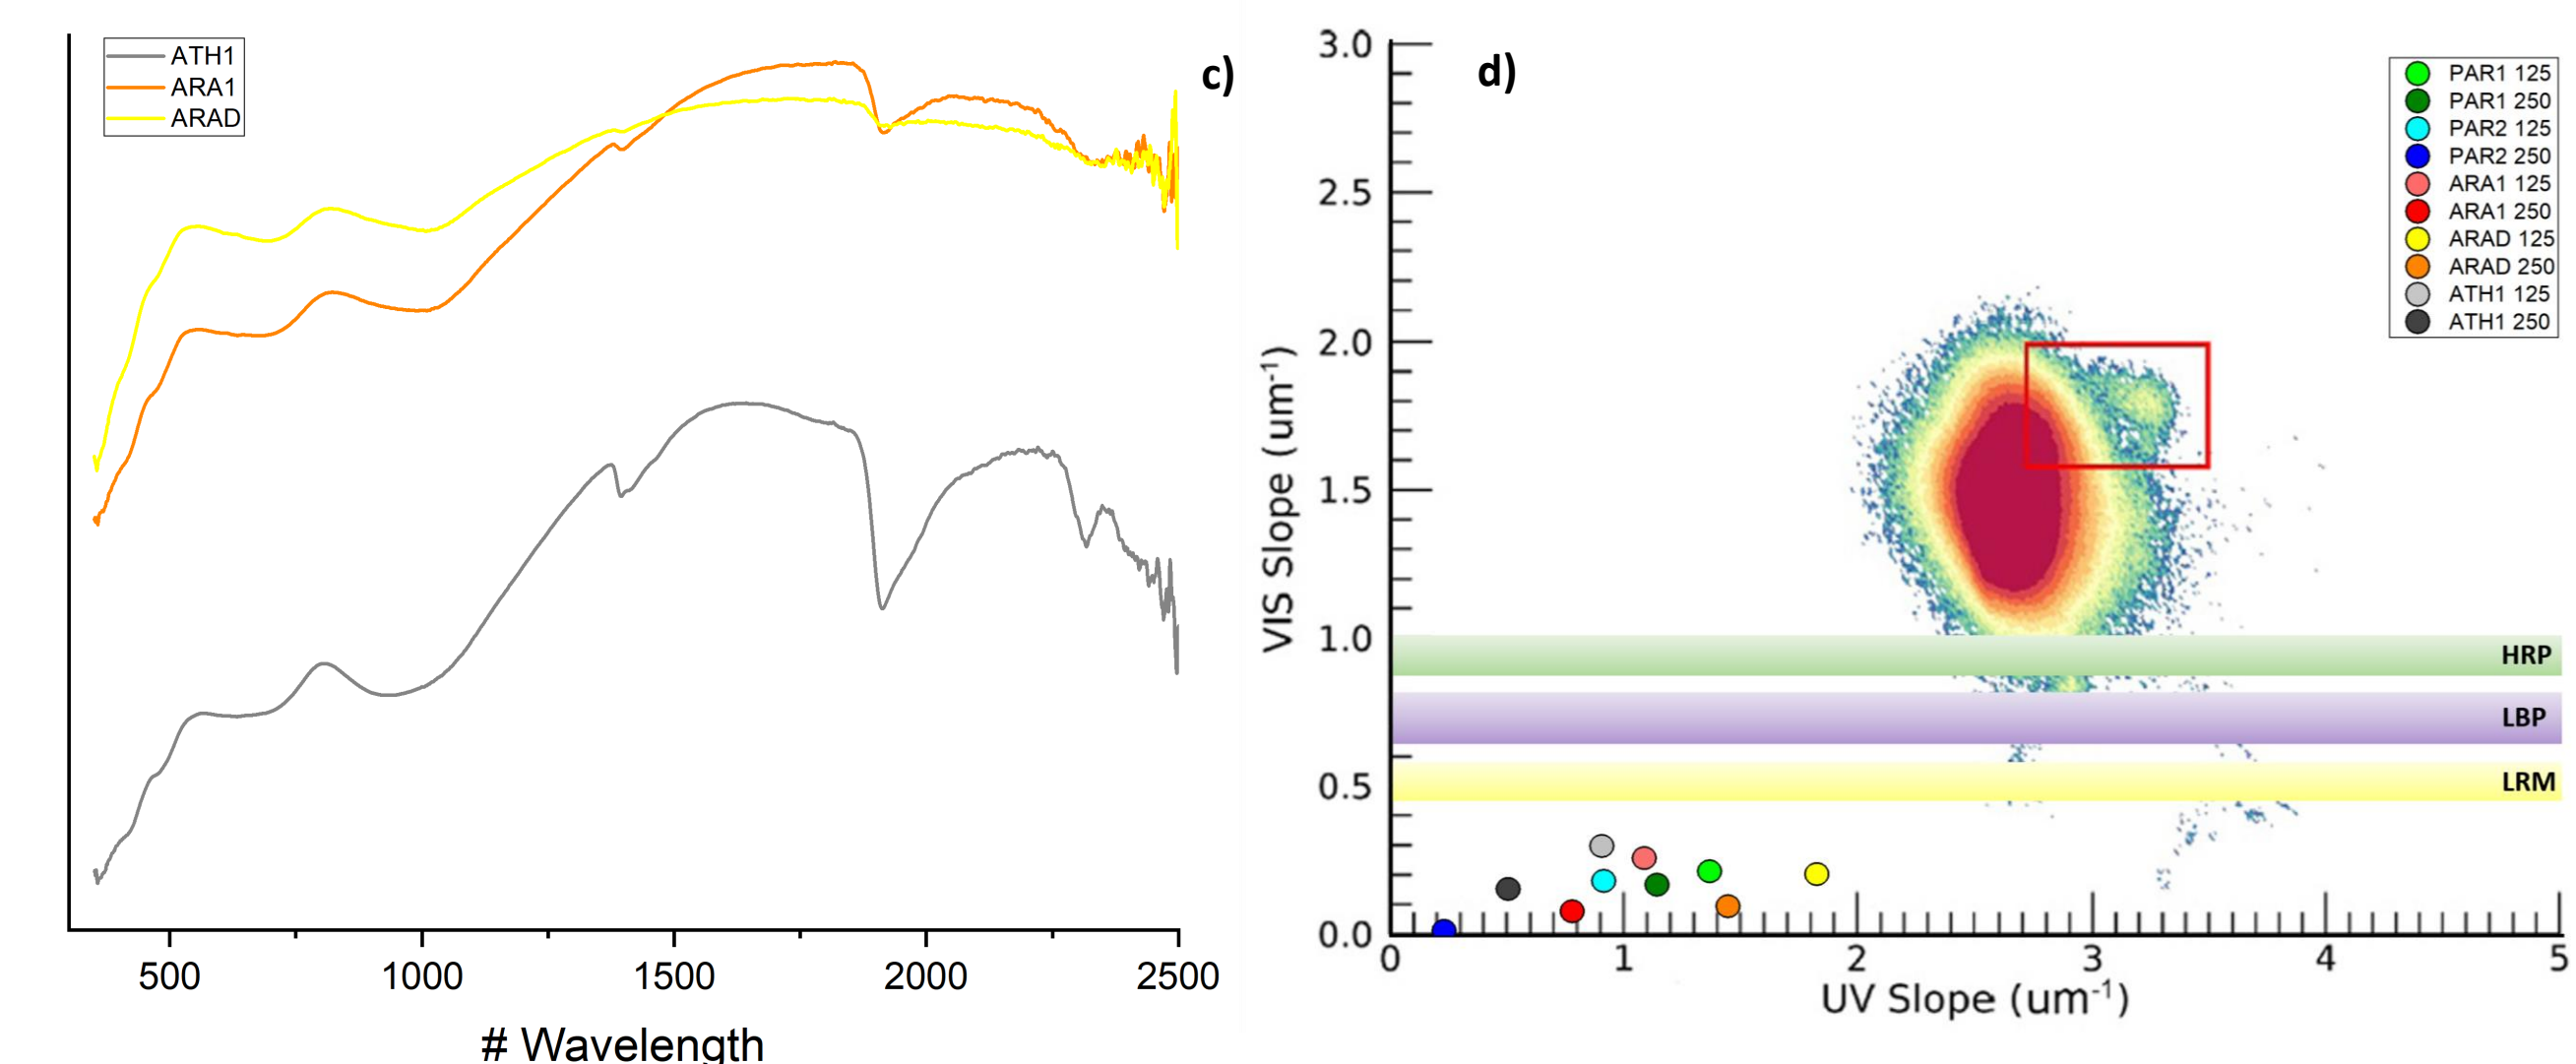 ATH1
ARA1
ARAD
c)
500 1000 1500 2000 2500
# Wavelength
d)
PAR1 125
PAR1 250
PAR2 125
PAR2 250
ARA1 125
ARA1 250
ARAD 125
ARAD 250
ATH1 125
ATH1 250
3.0
2.5
2.0
1.5
1.0
0.5
0.0
VIS Slope (um⁻¹)
HRP
LBP
LRM
0 1 2 3 4 5
UV Slope (um⁻¹)